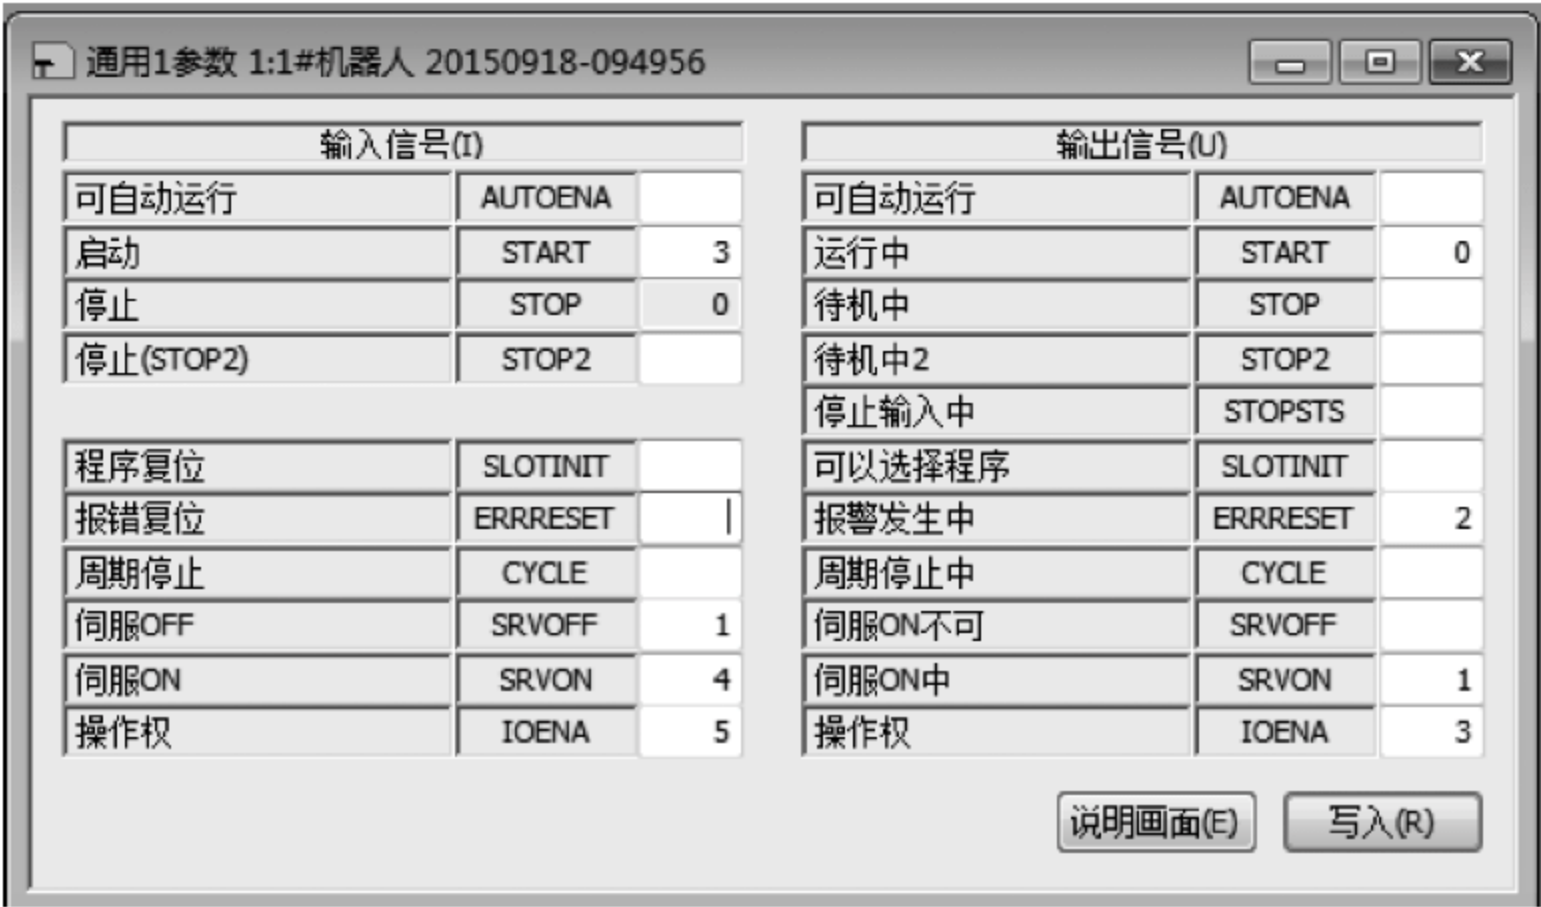 通用1参数 1:1#机器人 20150918-094956
输入信号(I)
可自动运行 AUTOENA
启动 START 3
停止 STOP 0
停止(STOP2) STOP2
程序复位 SLOTINIT
报错复位 ERRRESET
周期停止 CYCLE
伺服OFF SRVOFF 1
伺服ON SRVON 4
操作权 IOENA 5
输出信号(U)
可自动运行 AUTOENA
运行中 START 0
待机中 STOP
待机中2 STOP2
停止输入中 STOPSTS
可以选择程序 SLOTINIT
报警发生中 ERRRESET 2
周期停止中 CYCLE
伺服ON不可 SRVOFF
伺服ON中 SRVON 1
操作权 IOENA 3
说明画面(E) 写入(R)